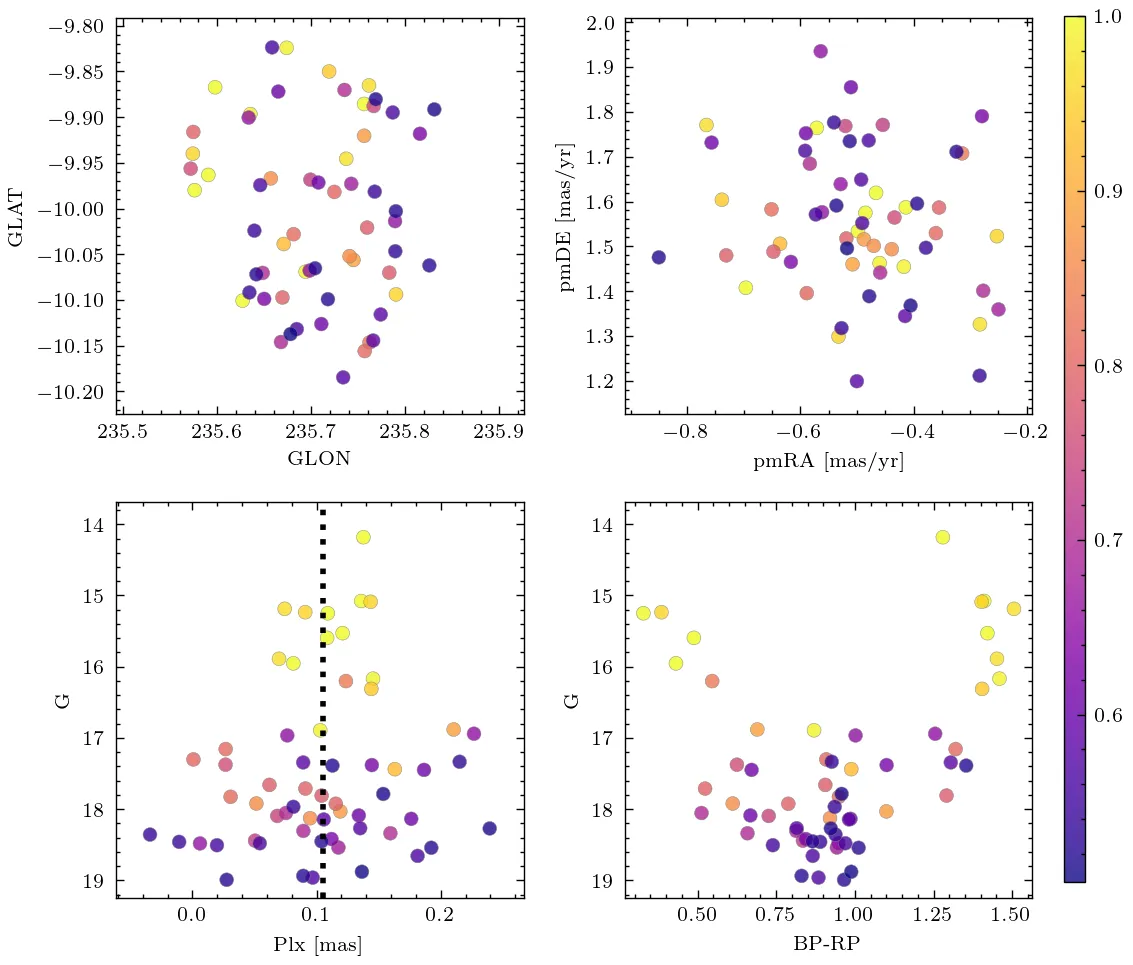 −9.80
−9.85
−9.90
−9.95
−10.00
−10.05
−10.10
−10.15
−10.20
GLAT
235.5 235.6 235.7 235.8 235.9
GLON
2.0
1.9
1.8
1.7
1.6
1.5
1.4
1.3
1.2
pmDE [mas/yr]
−0.8 −0.6 −0.4 −0.2
pmRA [mas/yr]
14
15
16
17
18
19
G
0.0 0.1 0.2
Plx [mas]
14
15
16
17
18
19
G
0.50 0.75 1.00 1.25 1.50
BP-RP
1.0
0.9
0.8
0.7
0.6